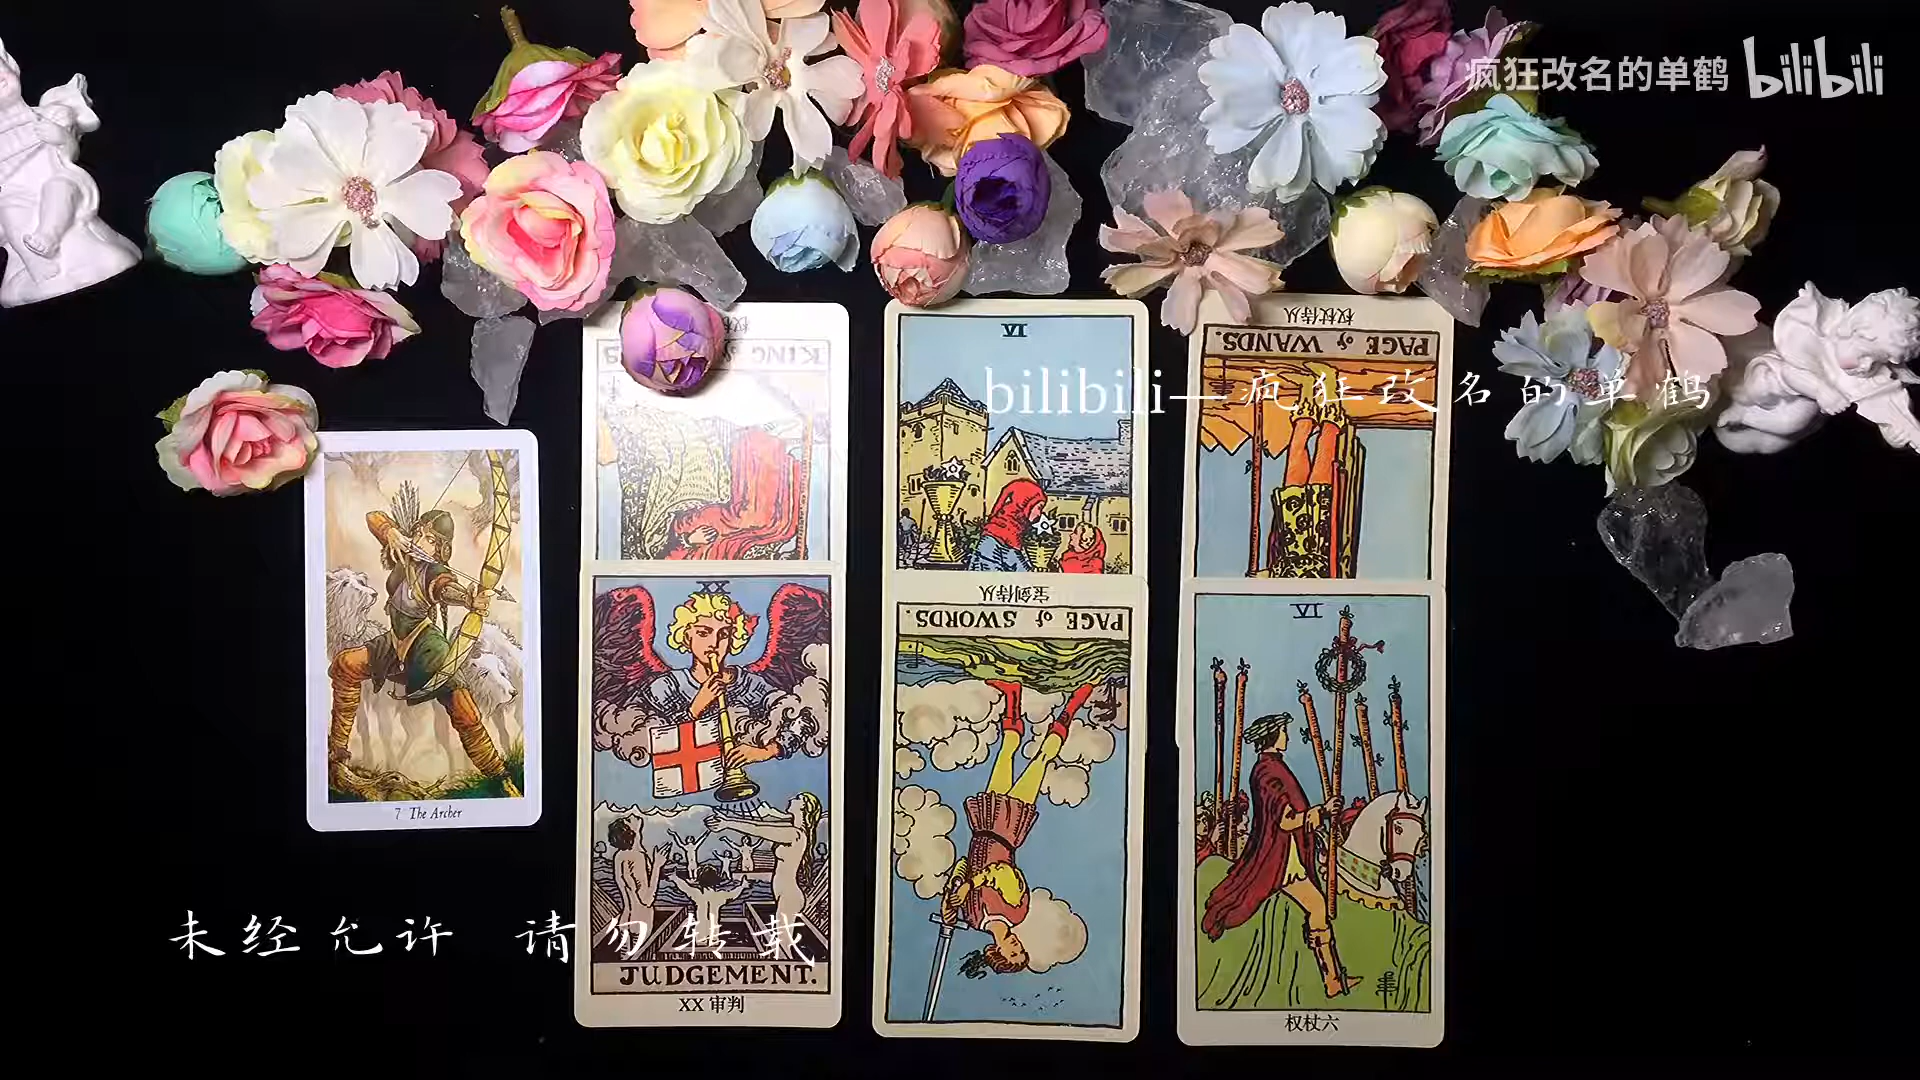 疯狂改名的单鹤 bilibili
权杖侍从
PAGE of WANDS.
KING
VI
bilibili—疯狂改名的单鹤
宝剑侍从
PAGE of SWORDS.
XX
VI
7 The Archer
未经允许 请勿转载
JUDGEMENT.
XX 审判
权杖六